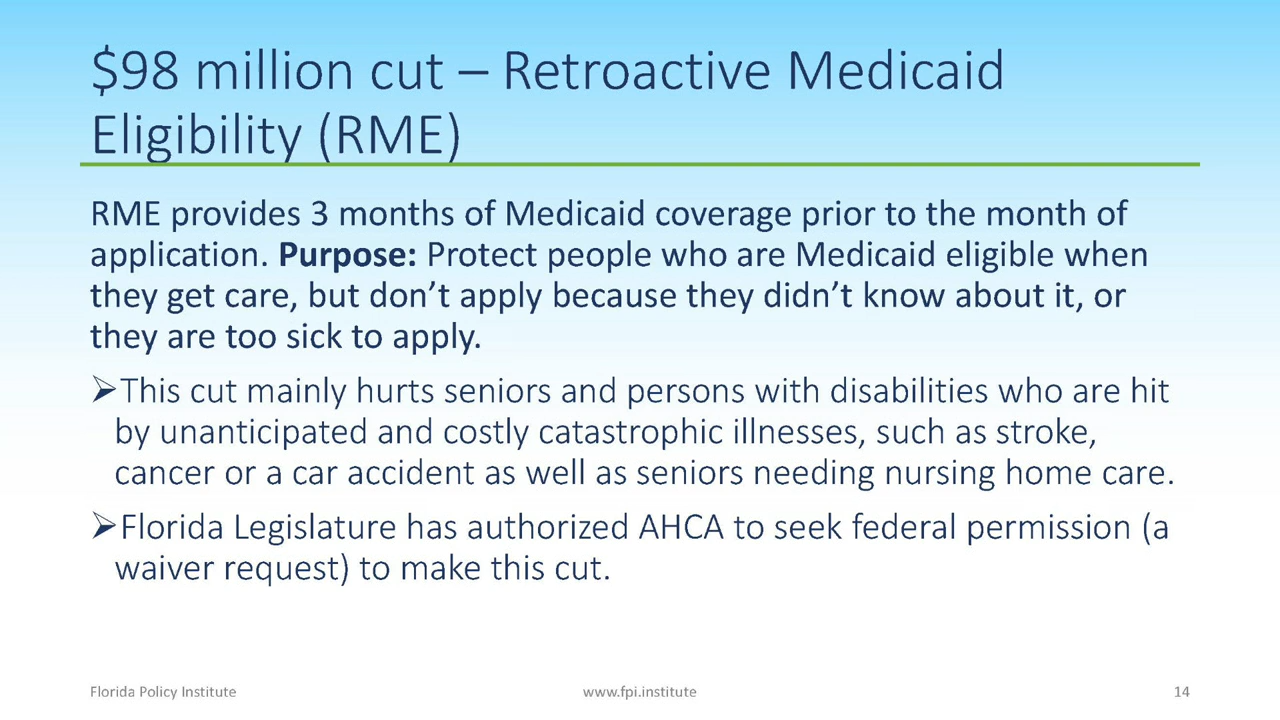 $98 million cut – Retroactive Medicaid
Eligibility (RME)
RME provides 3 months of Medicaid coverage prior to the month of
application. Purpose: Protect people who are Medicaid eligible when
they get care, but don’t apply because they didn’t know about it, or
they are too sick to apply.
➢This cut mainly hurts seniors and persons with disabilities who are hit
by unanticipated and costly catastrophic illnesses, such as stroke,
cancer or a car accident as well as seniors needing nursing home care.
➢Florida Legislature has authorized AHCA to seek federal permission (a
waiver request) to make this cut.
Florida Policy Institute
www.fpi.institute
14